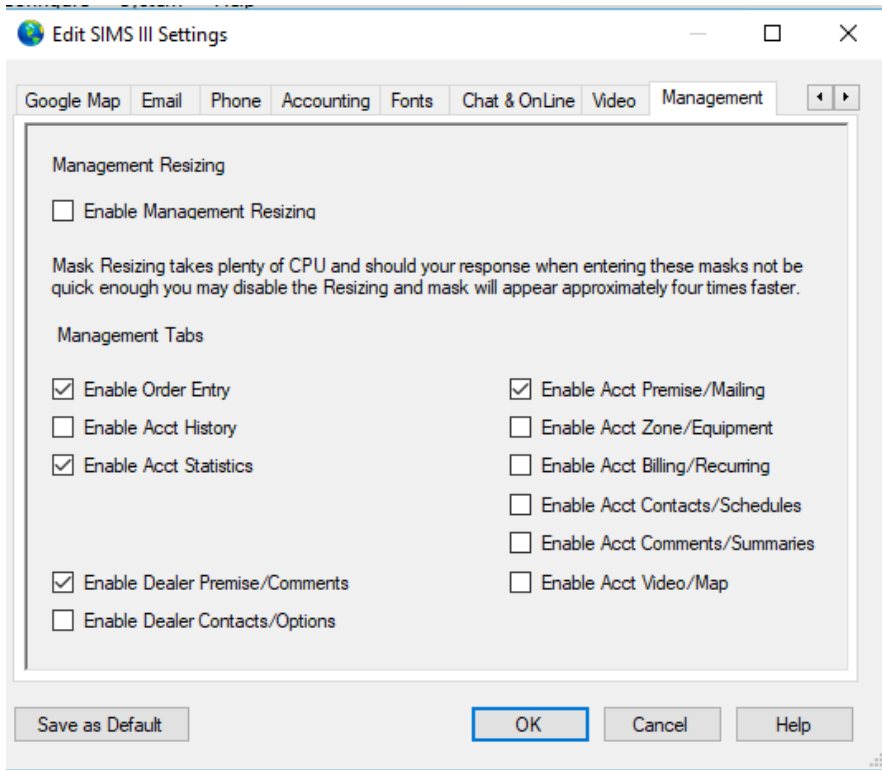 Configure System Help
Edit SIMS III Settings
Google Map Email Phone Accounting Fonts Chat & OnLine Video Management
Management Resizing
Enable Management Resizing
Mask Resizing takes plenty of CPU and should your response when entering these masks not be
quick enough you may disable the Resizing and mask will appear approximately four times faster.
Management Tabs
Enable Order Entry
Enable Acct Premise/Mailing
Enable Acct History
Enable Acct Zone/Equipment
Enable Acct Statistics
Enable Acct Billing/Recurring
Enable Acct Contacts/Schedules
Enable Acct Comments/Summaries
Enable Dealer Premise/Comments
Enable Acct Video/Map
Enable Dealer Contacts/Options
Save as Default OK Cancel Help